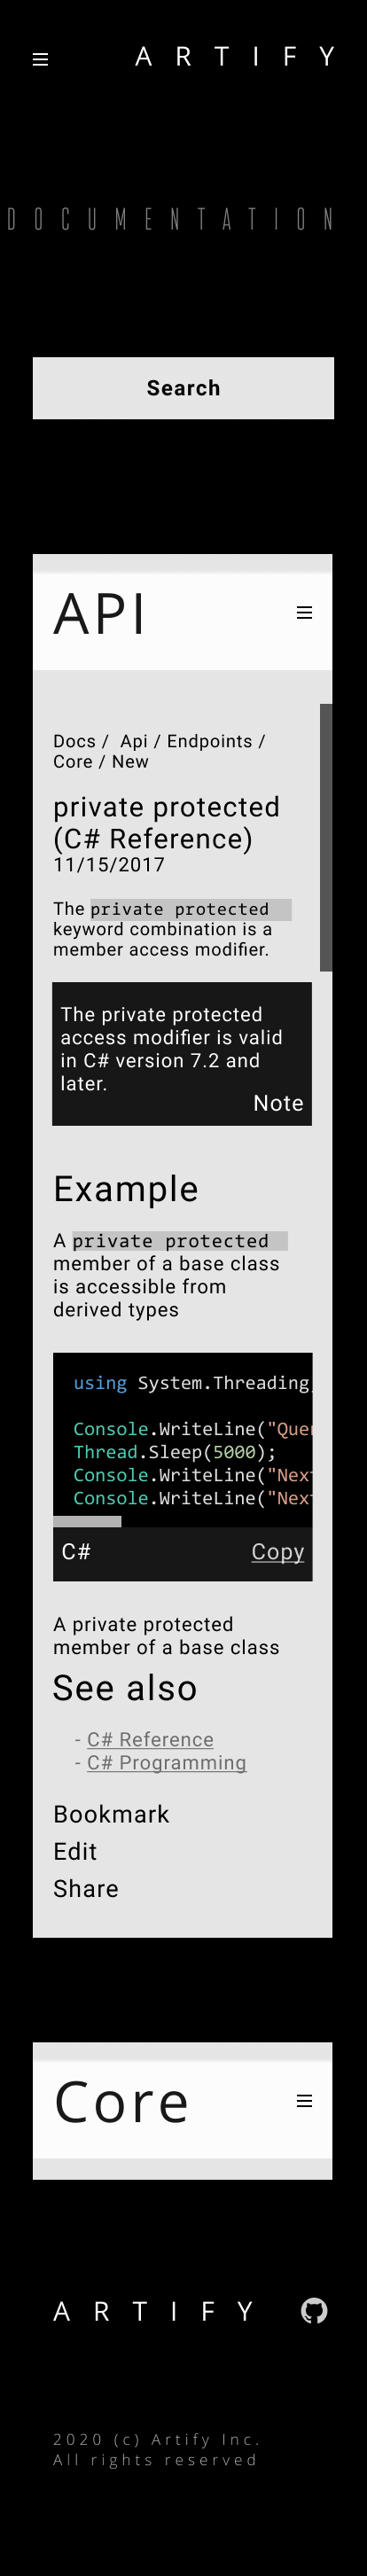 A R T I F Y
D O C U M E N T A T I O N
Search
API
Docs / Api / Endpoints /
Core / New
private protected
(C# Reference)
11/15/2017
The private protected
keyword combination is a
member access modifier.
The private protected
access modifier is valid
in C# version 7.2 and
later.
Note
Example
A private protected
member of a base class
is accessible from
derived types
using System.Threading;
Console.WriteLine("Que
Thread.Sleep(5000);
Console.WriteLine("Nex
Console.WriteLine("Nex
C# Copy
A private protected
member of a base class
See also
- C# Reference
- C# Programming
Bookmark
Edit
Share
Core
A R T I F Y
2020 (c) Artify Inc.
All rights reserved